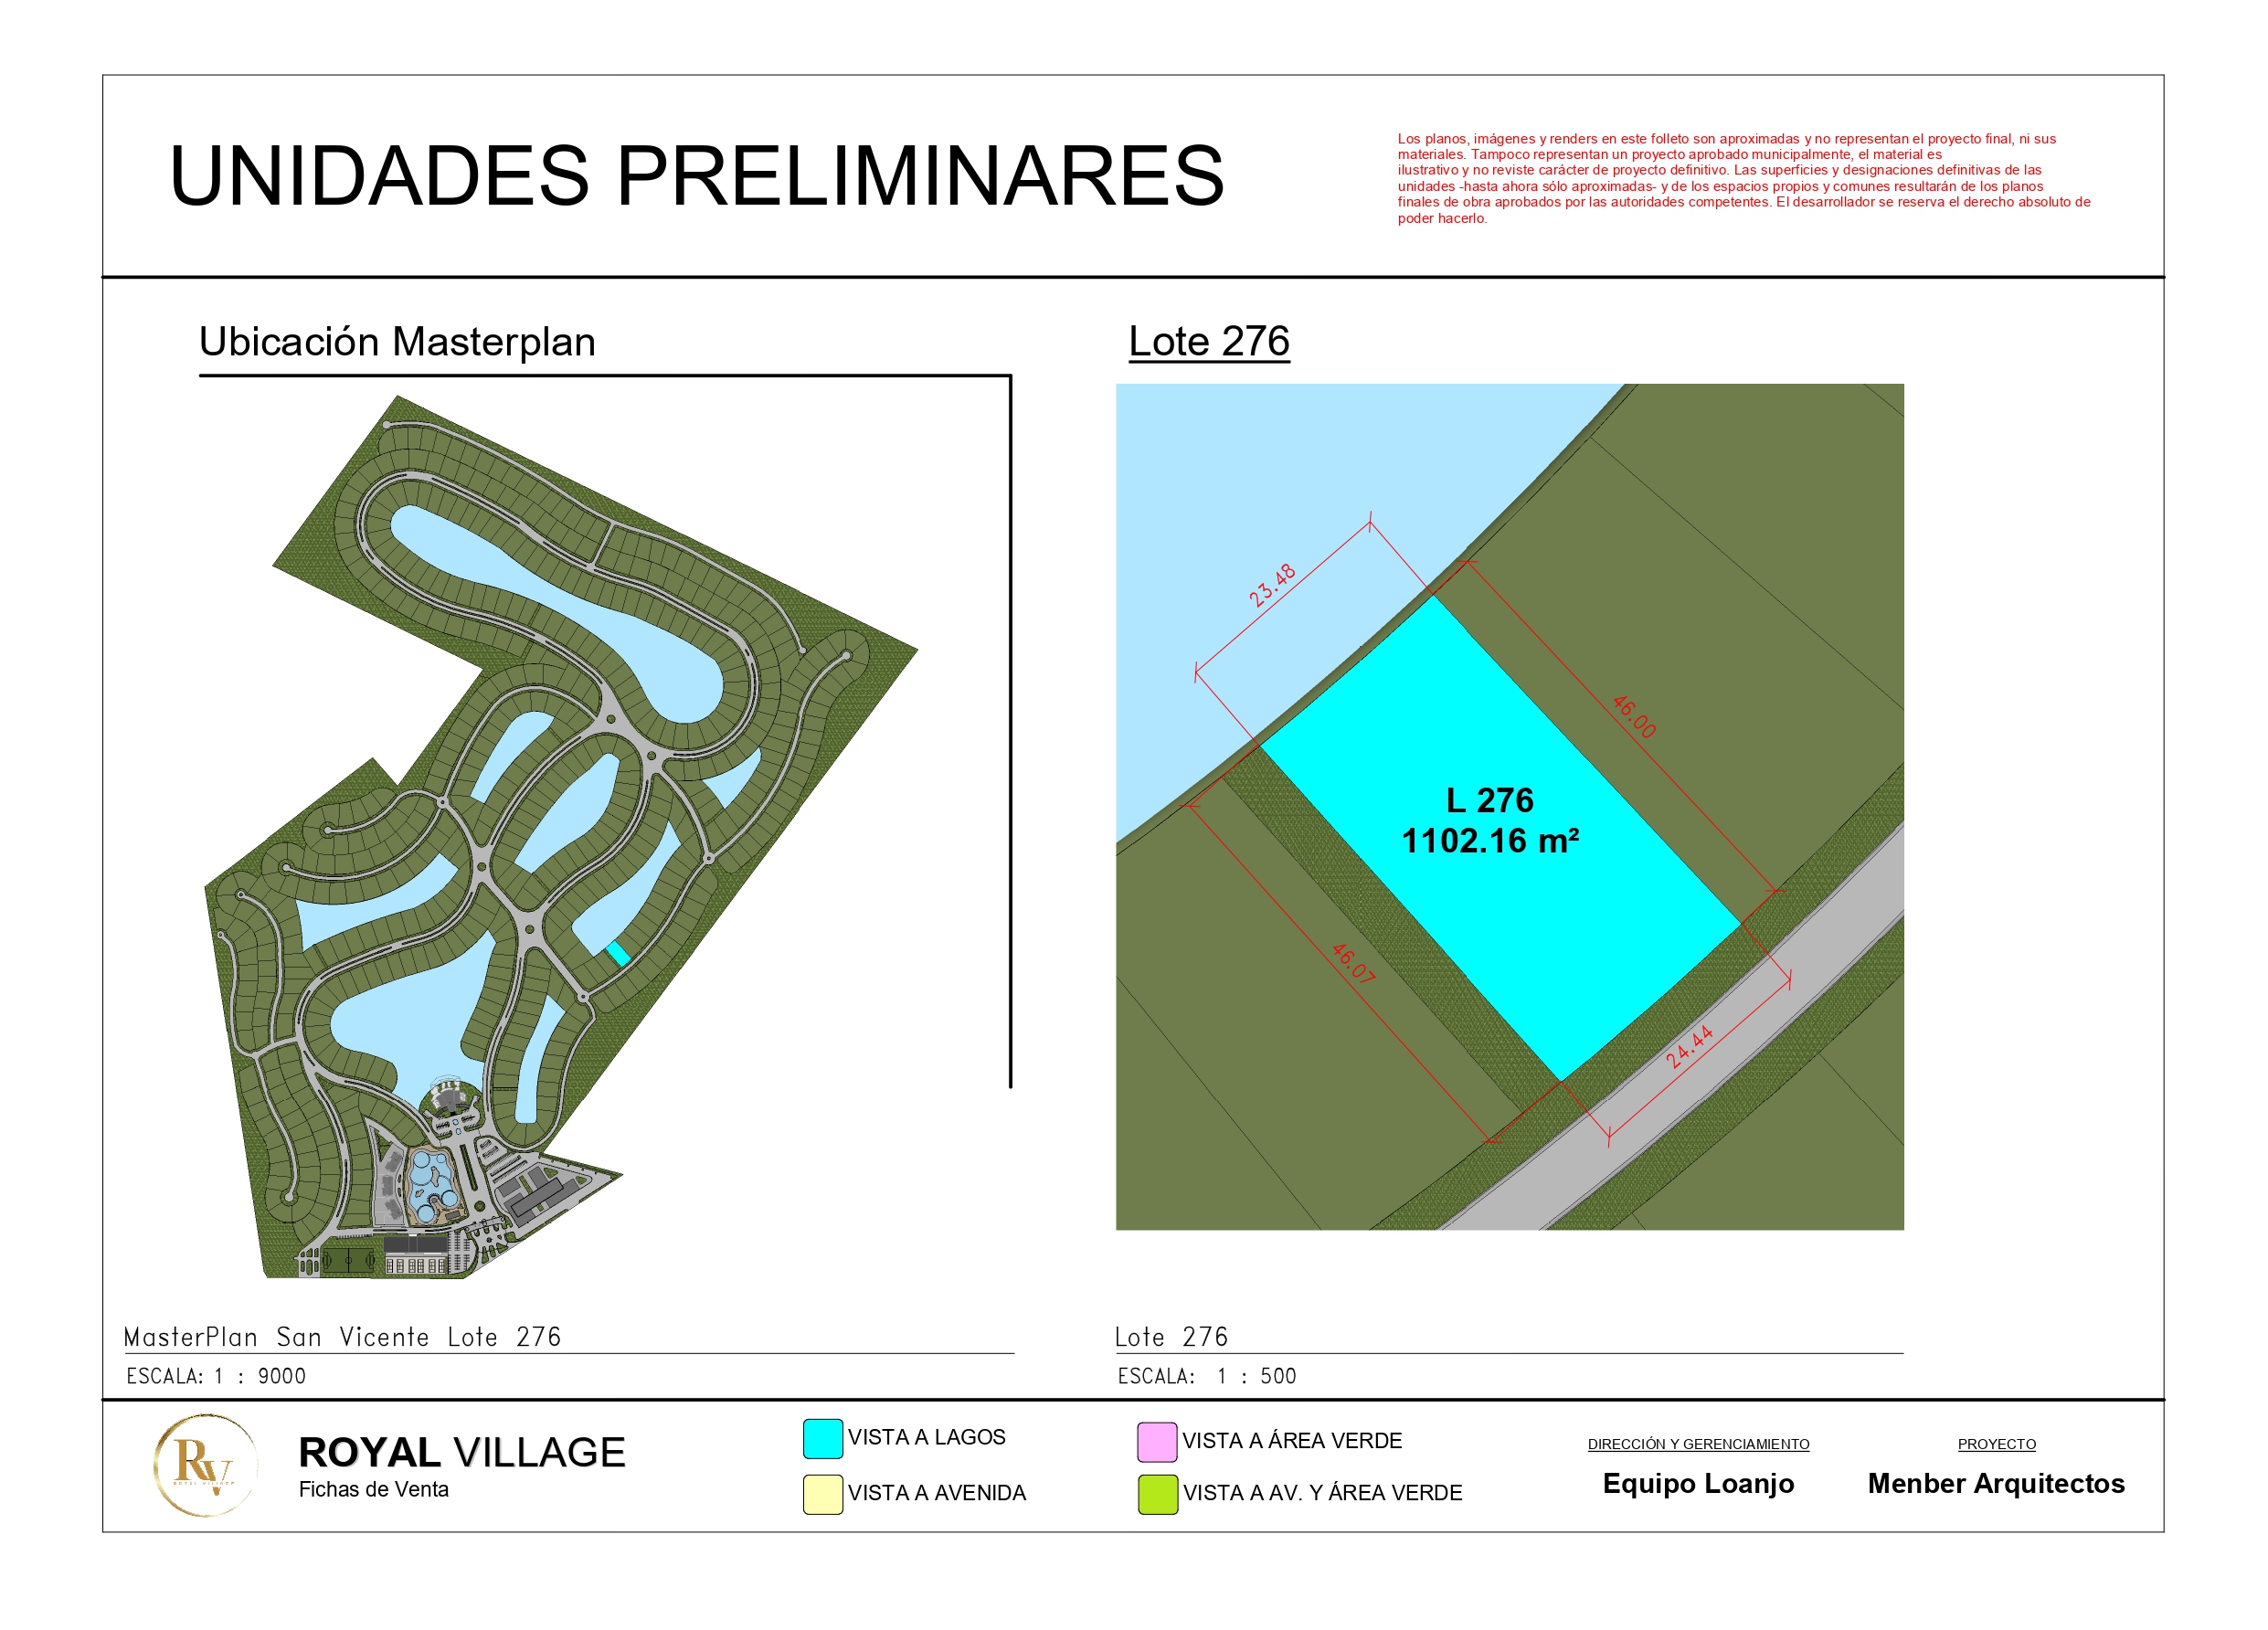 UNIDADES PRELIMINARES
Los planos, imágenes y renders en este folleto son aproximadas y no representan el proyecto final, ni sus
materiales. Tampoco representan un proyecto aprobado municipalmente, el material es
ilustrativo y no reviste carácter de proyecto definitivo. Las superficies y designaciones definitivas de las
unidades -hasta ahora sólo aproximadas- y de los espacios propios y comunes resultarán de los planos
finales de obra aprobados por las autoridades competentes. El desarrollador se reserva el derecho absoluto de
poder hacerlo.
Ubicación Masterplan
Lote 276
23.48
46.00
L 276
1102.16 m²
46.07
24.44
MasterPlan San Vicente Lote 276
ESCALA: 1 : 9000
Lote 276
ESCALA: 1 : 500
RV
ROYAL VILLAGE
ROYAL VILLAGE
Fichas de Venta
VISTA A LAGOS
VISTA A AVENIDA
VISTA A ÁREA VERDE
VISTA A AV. Y ÁREA VERDE
DIRECCIÓN Y GERENCIAMIENTO
Equipo Loanjo
PROYECTO
Menber Arquitectos